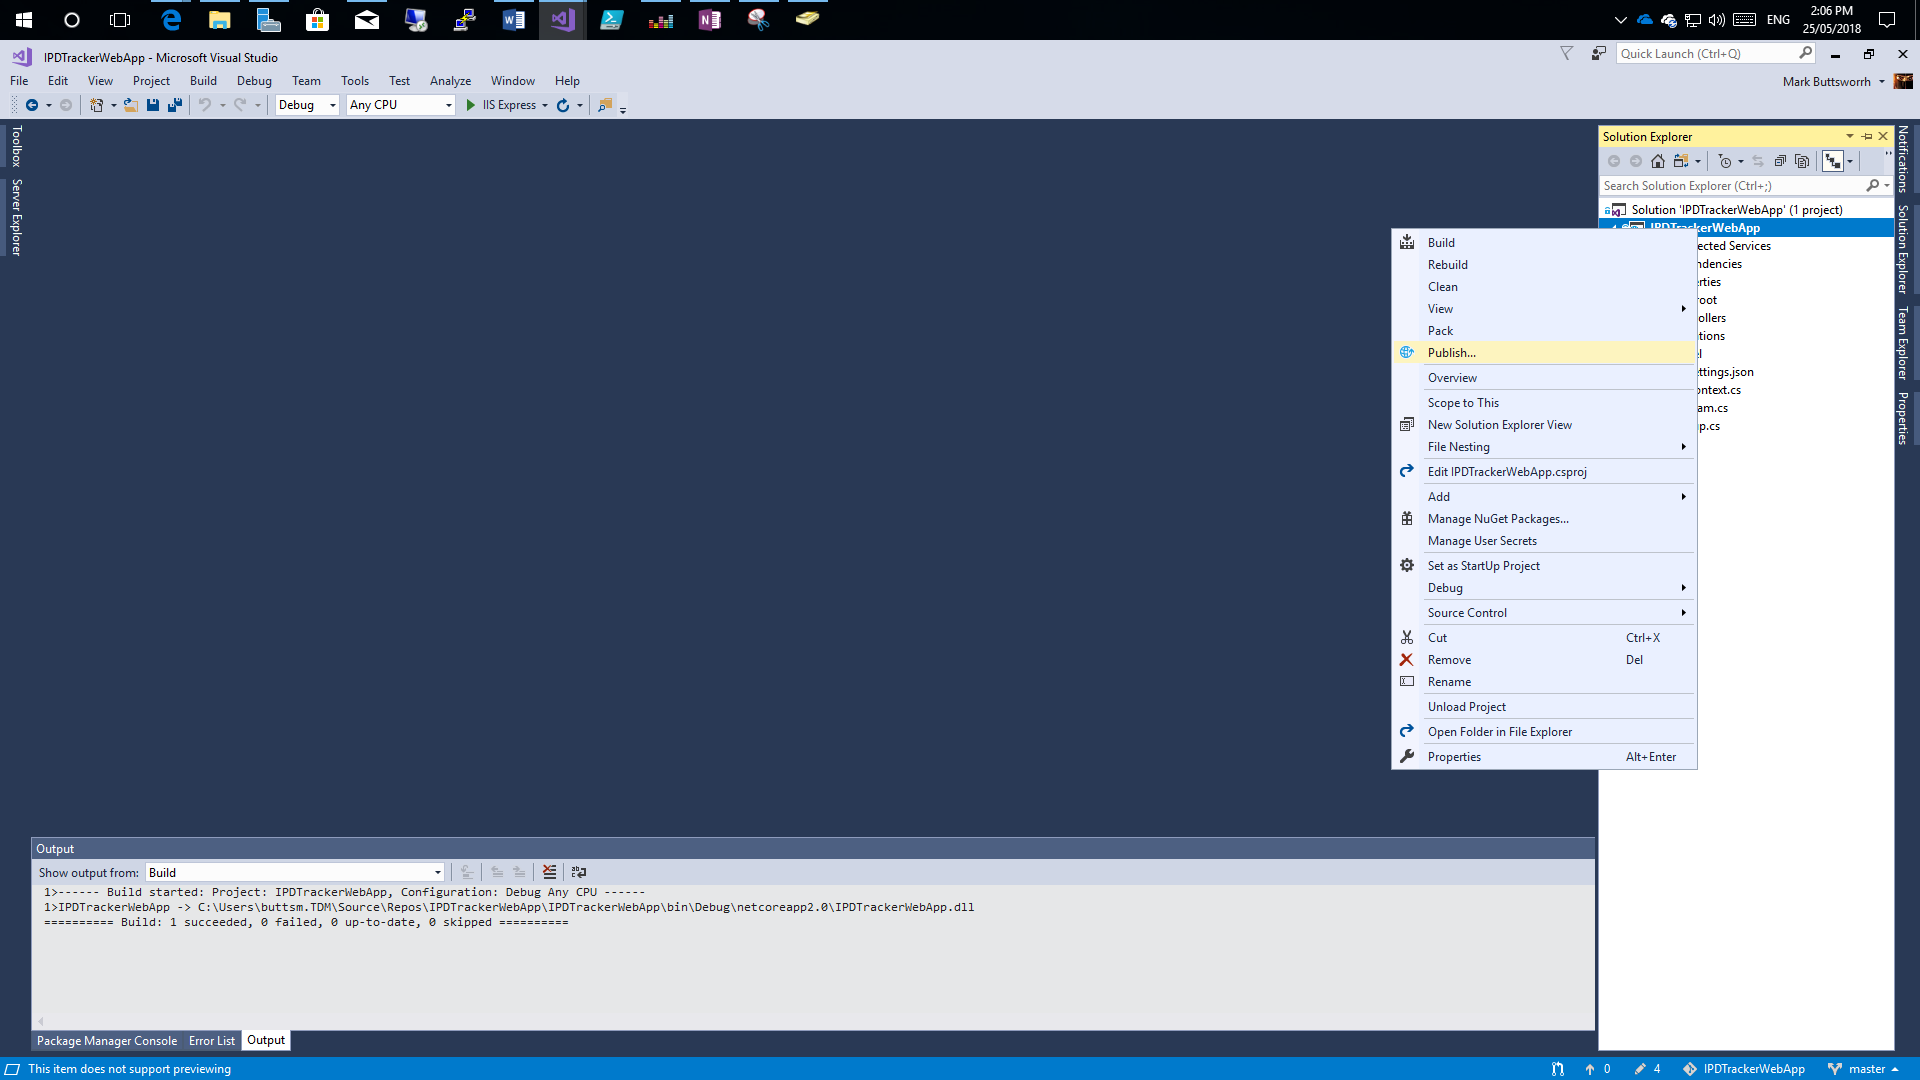 ENG
2:06 PM
25/05/2018
IPDTrackerWebApp - Microsoft Visual Studio
Quick Launch (Ctrl+Q)
File Edit View Project Build Debug Team Tools Test Analyze Window Help
Mark Buttsworrh
Debug Any CPU IIS Express
Toolbox
Server Explorer
Solution Explorer
Search Solution Explorer (Ctrl+;)
Solution 'IPDTrackerWebApp' (1 project)
IPDTrackerWebApp
ected Services
ndencies
rties
root
ollers
tions
l
ttings.json
ontext.cs
am.cs
p.cs
Notifications
Solution Explorer
Team Explorer
Properties
Build
Rebuild
Clean
View
Pack
Publish...
Overview
Scope to This
New Solution Explorer View
File Nesting
Edit IPDTrackerWebApp.csproj
Add
Manage NuGet Packages...
Manage User Secrets
Set as StartUp Project
Debug
Source Control
Cut Ctrl+X
Remove Del
Rename
Unload Project
Open Folder in File Explorer
Properties Alt+Enter
Output
Show output from: Build
1>------ Build started: Project: IPDTrackerWebApp, Configuration: Debug Any CPU ------
1>IPDTrackerWebApp -> C:\Users\buttsm.TDM\Source\Repos\IPDTrackerWebApp\IPDTrackerWebApp\bin\Debug\netcoreapp2.0\IPDTrackerWebApp.dll
========== Build: 1 succeeded, 0 failed, 0 up-to-date, 0 skipped ==========
Package Manager Console Error List Output
This item does not support previewing
0 4 IPDTrackerWebApp master